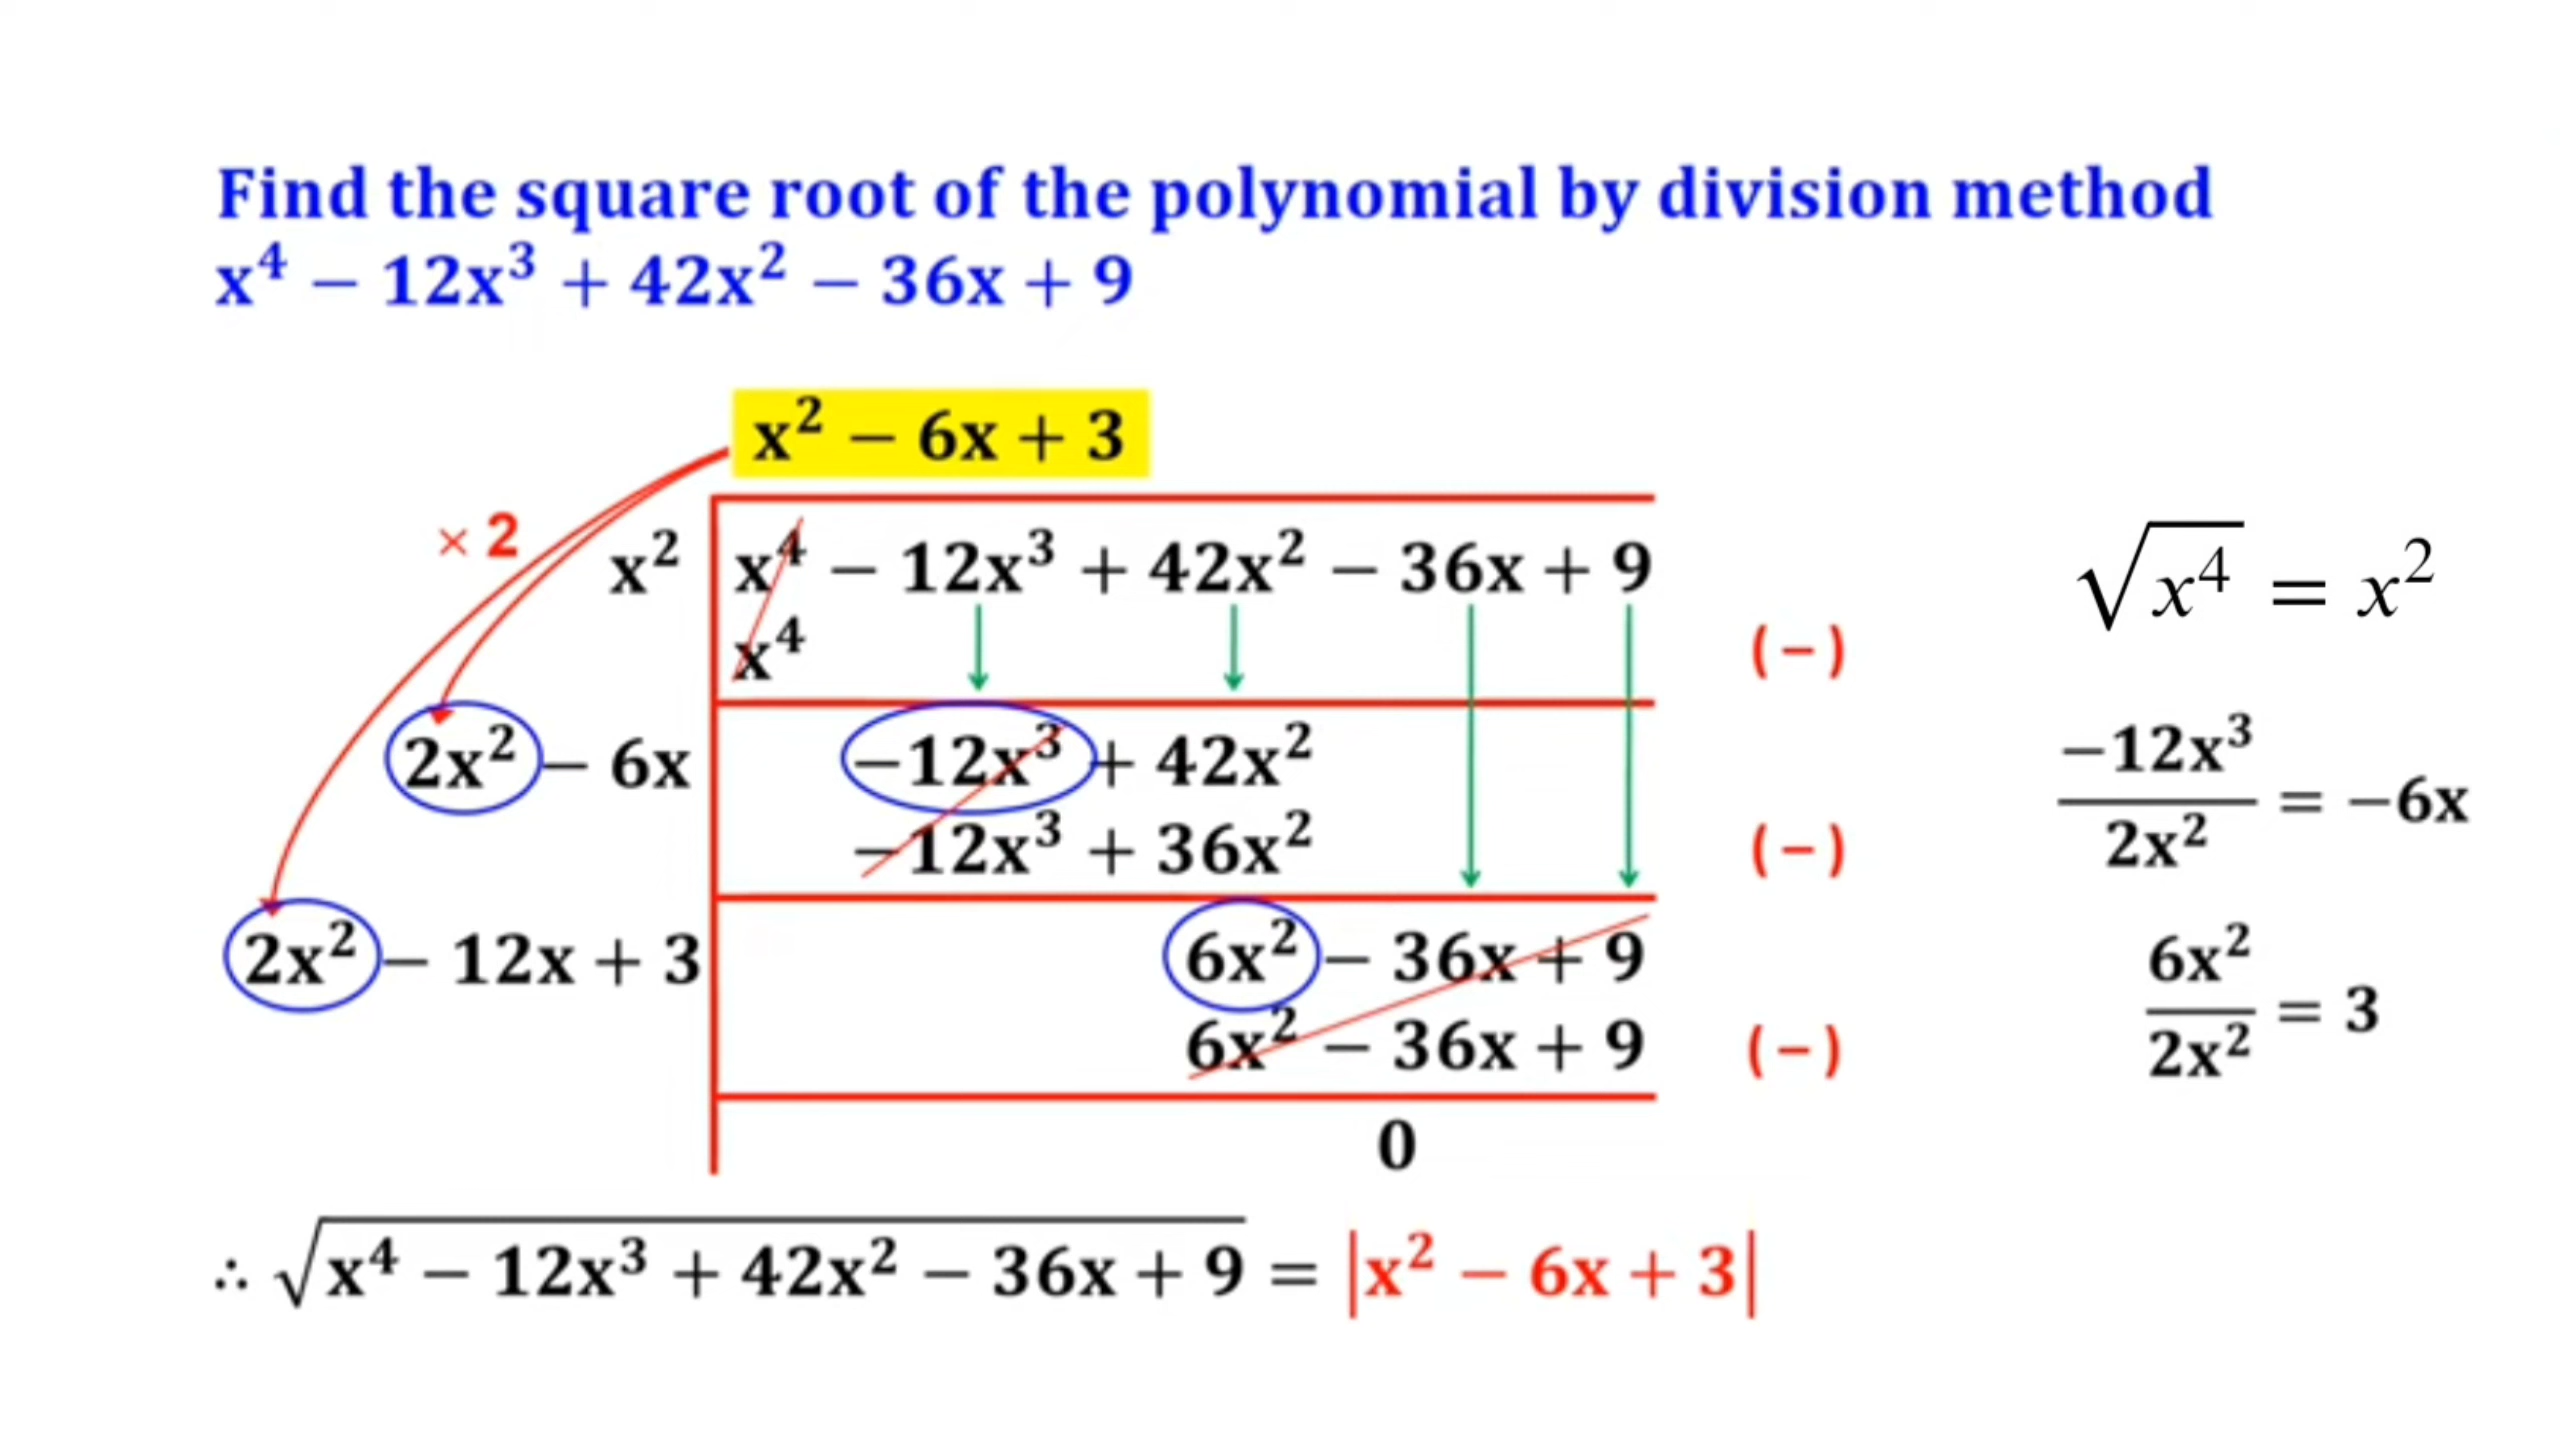 Find the square root of the polynomial by division method
x⁴ − 12x³ + 42x² − 36x + 9
x² − 6x + 3
× 2
x² x⁴ − 12x³ + 42x² − 36x + 9
√x⁴ = x²
x⁴ (−)
2x² − 6x −12x³ + 42x²
−12x³ / 2x² = −6x
−12x³ + 36x² (−)
2x² − 12x + 3 6x² − 36x + 9
6x² / 2x² = 3
6x² − 36x + 9 (−)
0
∴ √x⁴ − 12x³ + 42x² − 36x + 9 = |x² − 6x + 3|